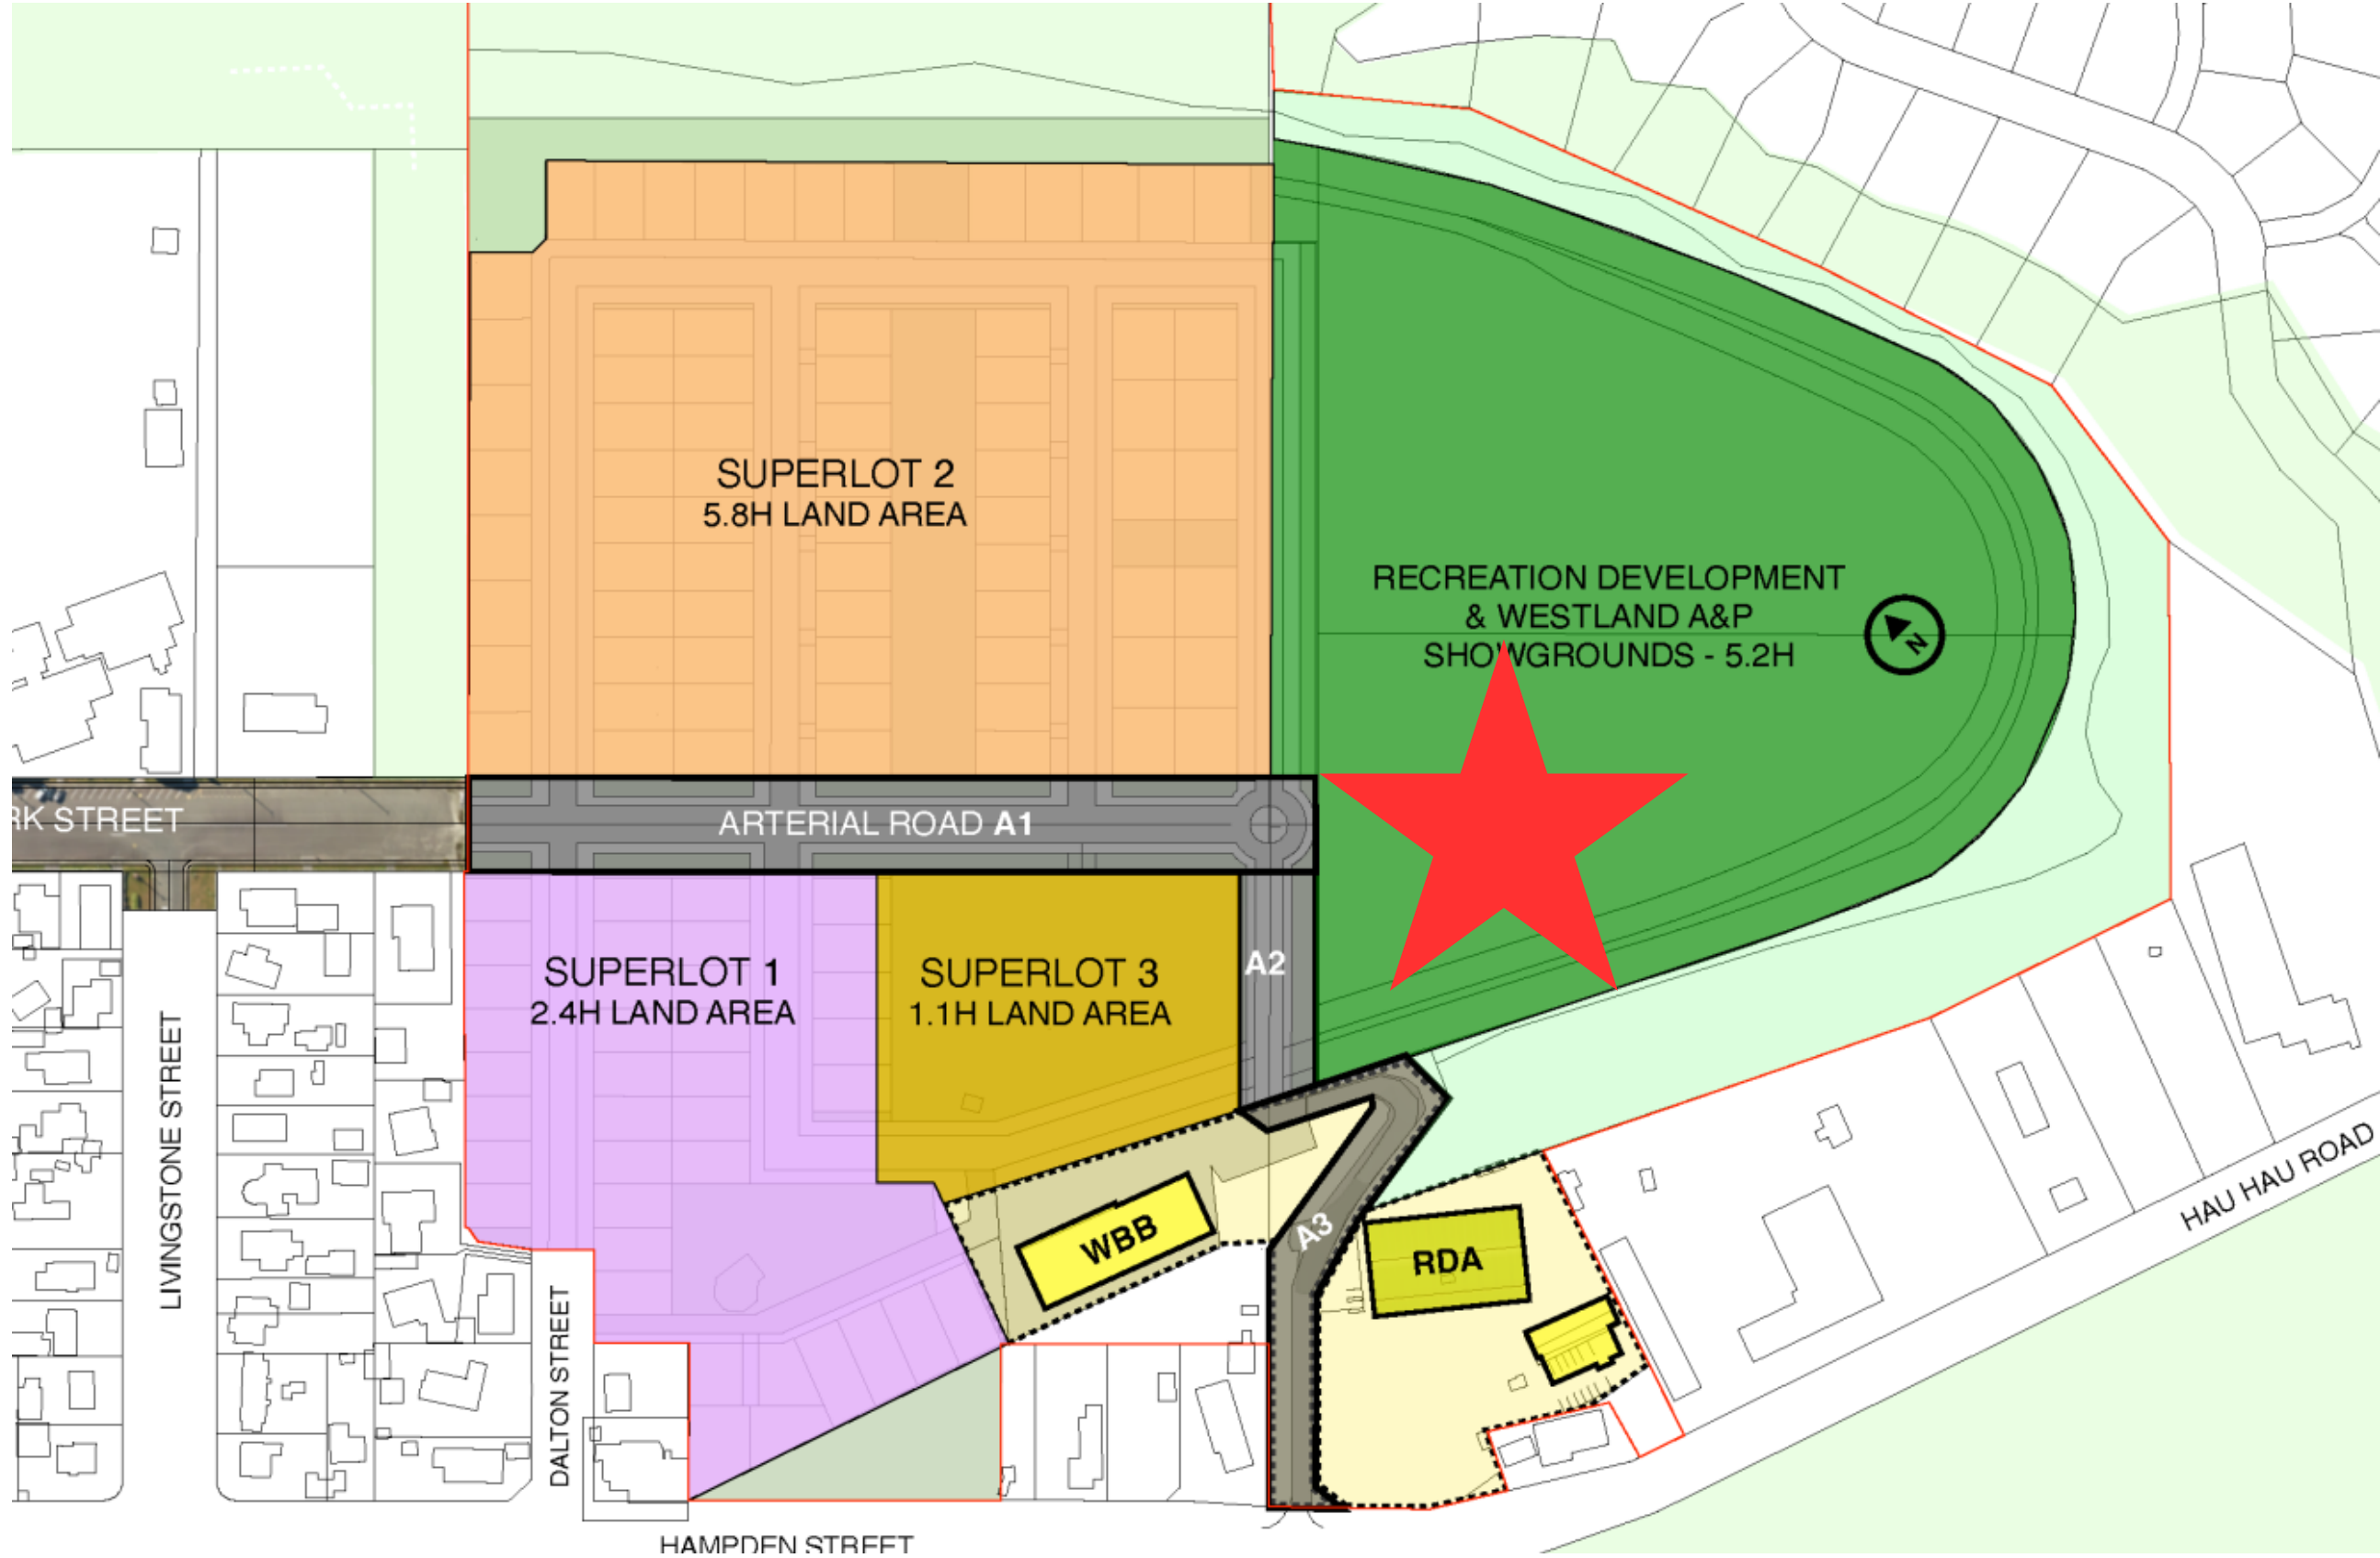 SUPERLOT 2
5.8H LAND AREA
RECREATION DEVELOPMENT
& WESTLAND A&P
SHOWGROUNDS - 5.2H
N
RK STREET
ARTERIAL ROAD A1
SUPERLOT 1
2.4H LAND AREA
SUPERLOT 3
1.1H LAND AREA
A2
LIVINGSTONE STREET
DALTON STREET
WBB
A3
RDA
HAU HAU ROAD
HAMPDEN STREET